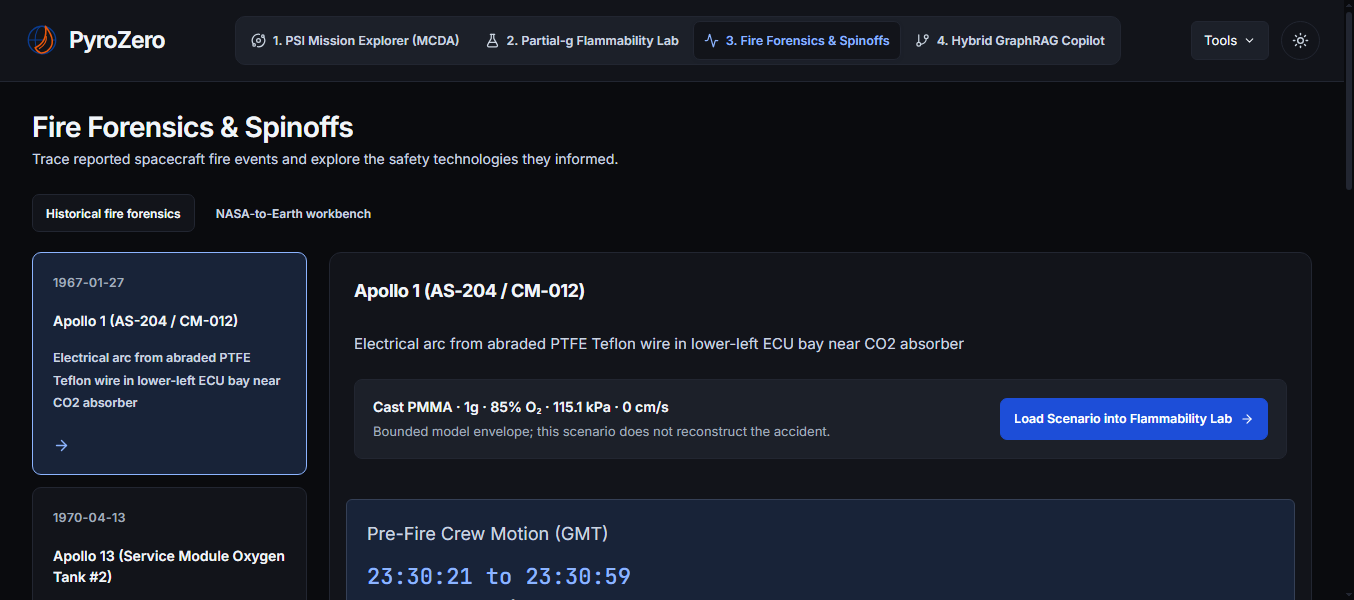 PyroZero
1. PSI Mission Explorer (MCDA)
2. Partial-g Flammability Lab
3. Fire Forensics & Spinoffs
4. Hybrid GraphRAG Copilot
Tools
Fire Forensics & Spinoffs
Trace reported spacecraft fire events and explore the safety technologies they informed.
Historical fire forensics
NASA-to-Earth workbench
1967-01-27
Apollo 1 (AS-204 / CM-012)
Electrical arc from abraded PTFE
Teflon wire in lower-left ECU bay near
CO2 absorber
1970-04-13
Apollo 13 (Service Module Oxygen
Tank #2)
Apollo 1 (AS-204 / CM-012)
Electrical arc from abraded PTFE Teflon wire in lower-left ECU bay near CO2 absorber
Cast PMMA · 1g · 85% O₂ · 115.1 kPa · 0 cm/s
Bounded model envelope; this scenario does not reconstruct the accident.
Load Scenario into Flammability Lab
Pre-Fire Crew Motion (GMT)
23:30:21 to 23:30:59